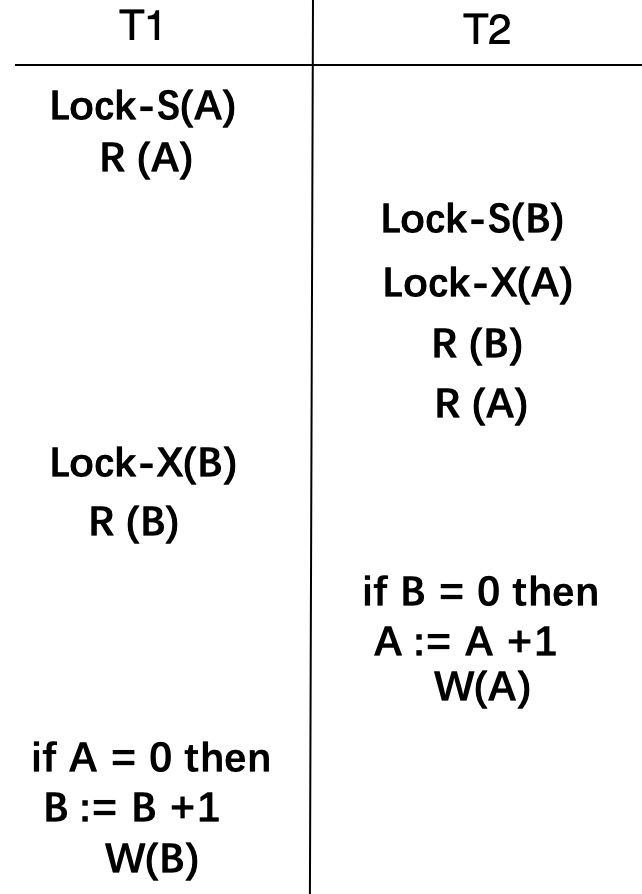 T1 T2
Lock-S(A)
R (A)
Lock-S(B)
Lock-X(A)
R (B)
R (A)
Lock-X(B)
R (B)
if B = 0 then
A := A +1
W(A)
if A = 0 then
B := B +1
W(B)